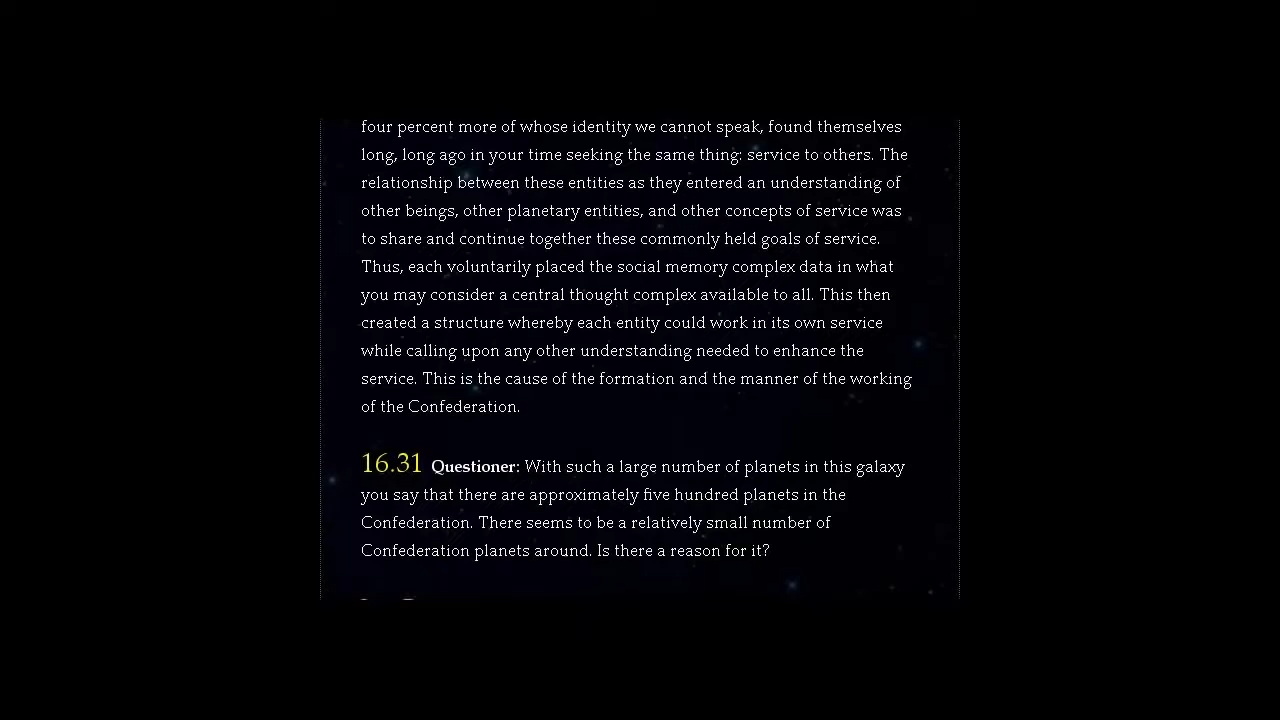 four percent more of whose identity we cannot speak, found themselves
long, long ago in your time seeking the same thing: service to others. The
relationship between these entities as they entered an understanding of
other beings, other planetary entities, and other concepts of service was
to share and continue together these commonly held goals of service.
Thus, each voluntarily placed the social memory complex data in what
you may consider a central thought complex available to all. This then
created a structure whereby each entity could work in its own service
while calling upon any other understanding needed to enhance the
service. This is the cause of the formation and the manner of the working
of the Confederation.
16.31 Questioner: With such a large number of planets in this galaxy
you say that there are approximately five hundred planets in the
Confederation. There seems to be a relatively small number of
Confederation planets around. Is there a reason for it?